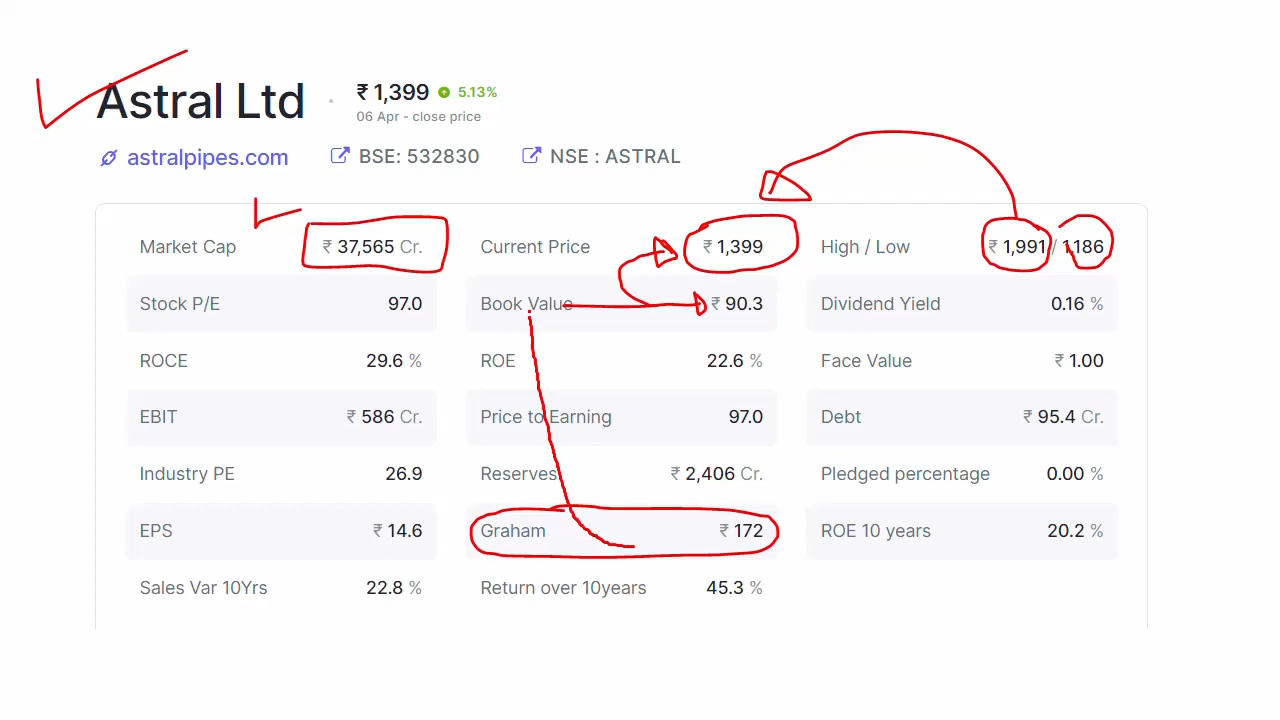 Astral Ltd · ₹ 1,399 5.13%
06 Apr - close price
astralpipes.com BSE: 532830 NSE : ASTRAL
Market Cap ₹ 37,565 Cr. Current Price ₹ 1,399 High / Low ₹ 1,991 / 1,186
Stock P/E 97.0 Book Value ₹ 90.3 Dividend Yield 0.16 %
ROCE 29.6 % ROE 22.6 % Face Value ₹ 1.00
EBIT ₹ 586 Cr. Price to Earning 97.0 Debt ₹ 95.4 Cr.
Industry PE 26.9 Reserves ₹ 2,406 Cr. Pledged percentage 0.00 %
EPS ₹ 14.6 Graham ₹ 172 ROE 10 years 20.2 %
Sales Var 10Yrs 22.8 % Return over 10years 45.3 %